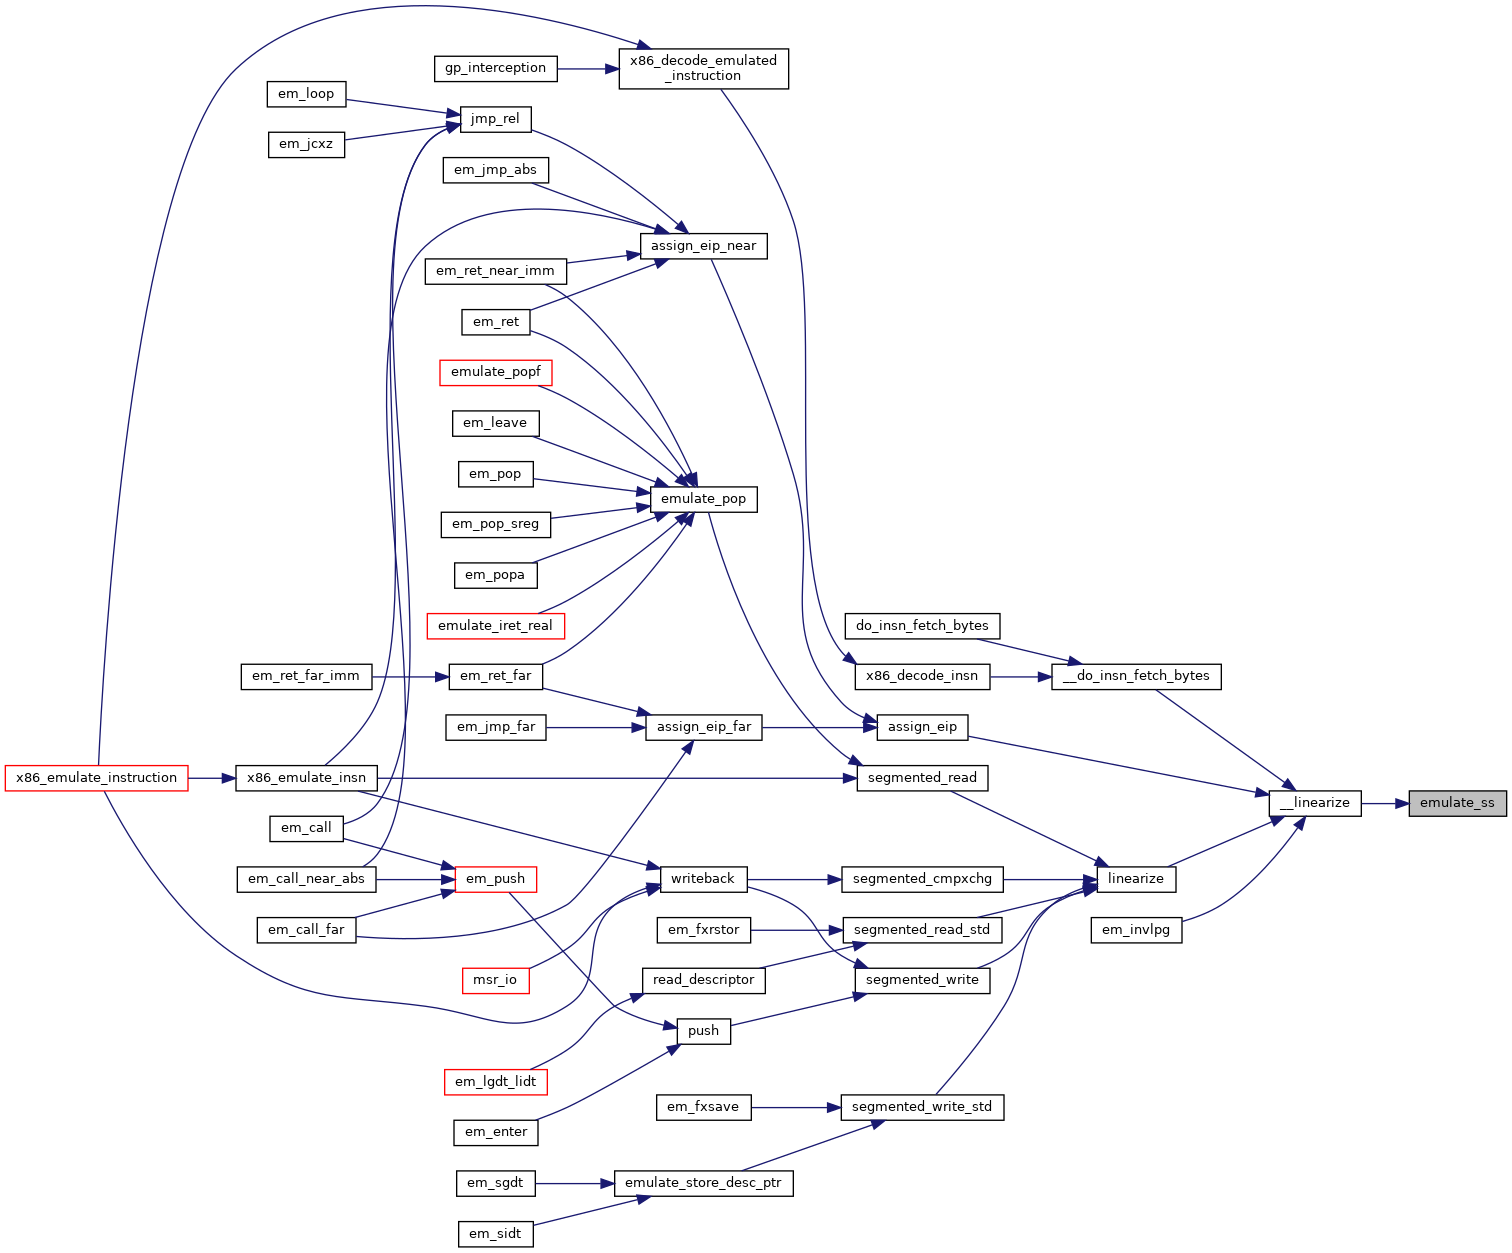 x86_decode_emulated
_instruction
gp_interception
em_loop
jmp_rel
em_jcxz
em_jmp_abs
assign_eip_near
em_ret_near_imm
em_ret
emulate_popf
em_leave
em_pop
emulate_pop
em_pop_sreg
em_popa
emulate_iret_real
do_insn_fetch_bytes
em_ret_far_imm
em_ret_far
x86_decode_insn
__do_insn_fetch_bytes
em_jmp_far
assign_eip_far
assign_eip
x86_emulate_instruction
x86_emulate_insn
segmented_read
__linearize
emulate_ss
em_call
em_call_near_abs
em_push
writeback
segmented_cmpxchg
linearize
em_call_far
em_fxrstor
segmented_read_std
em_invlpg
msr_io
read_descriptor
segmented_write
push
em_lgdt_lidt
em_fxsave
segmented_write_std
em_enter
em_sgdt
emulate_store_desc_ptr
em_sidt